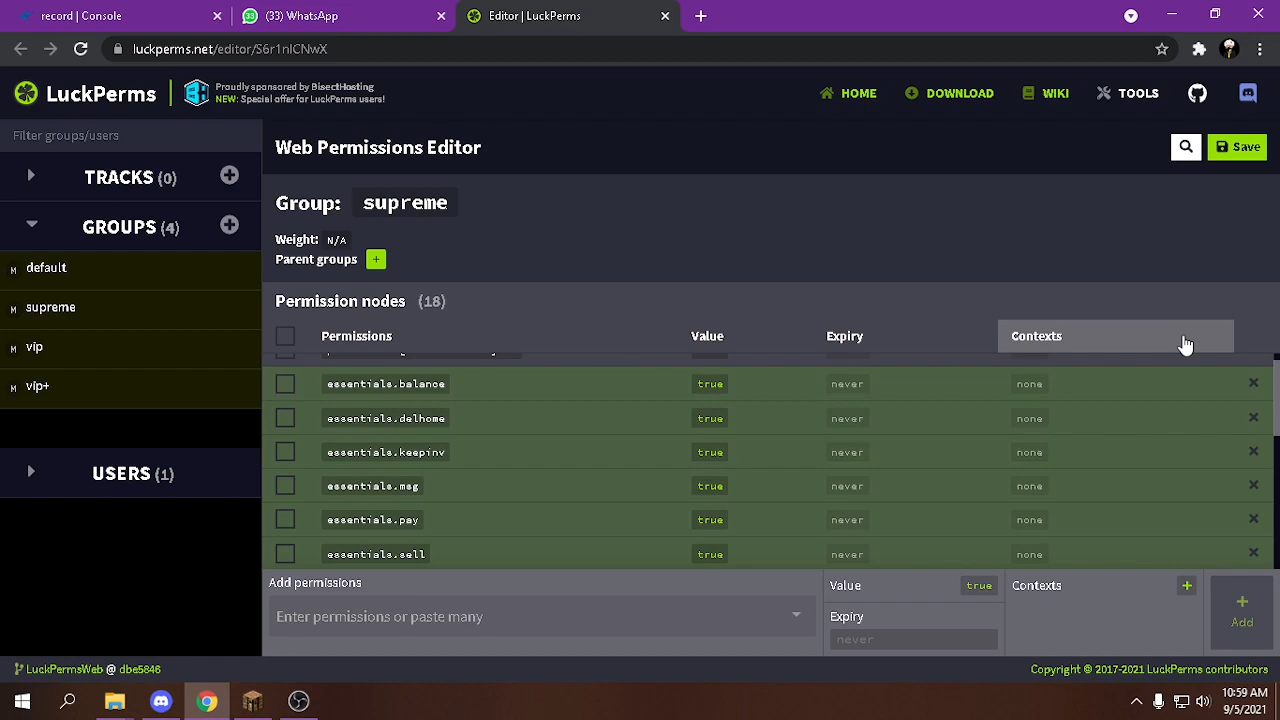 record | Console
33
(33) WhatsApp
Editor | LuckPerms
luckperms.net/editor/S6r1nICNwX
LuckPerms
Proudly sponsored by BisectHosting
NEW: Special offer for LuckPerms users!
HOME
DOWNLOAD
WIKI
TOOLS
Filter groups/users
TRACKS (0)
GROUPS (4)
M default
M supreme
M vip
M vip+
USERS (1)
Web Permissions Editor
Save
Group: supreme
Weight: N/A
Parent groups +
Permission nodes (18)
Permissions Value Expiry Contexts
essentials.balance true never none
essentials.delhome true never none
essentials.keepinv true never none
essentials.msg true never none
essentials.pay true never none
essentials.sell true never none
Add permissions
Enter permissions or paste many
Value true
Expiry
never
Contexts +
+
Add
LuckPermsWeb @ dbe5846
Copyright © 2017-2021 LuckPerms contributors
10:59 AM
9/5/2021